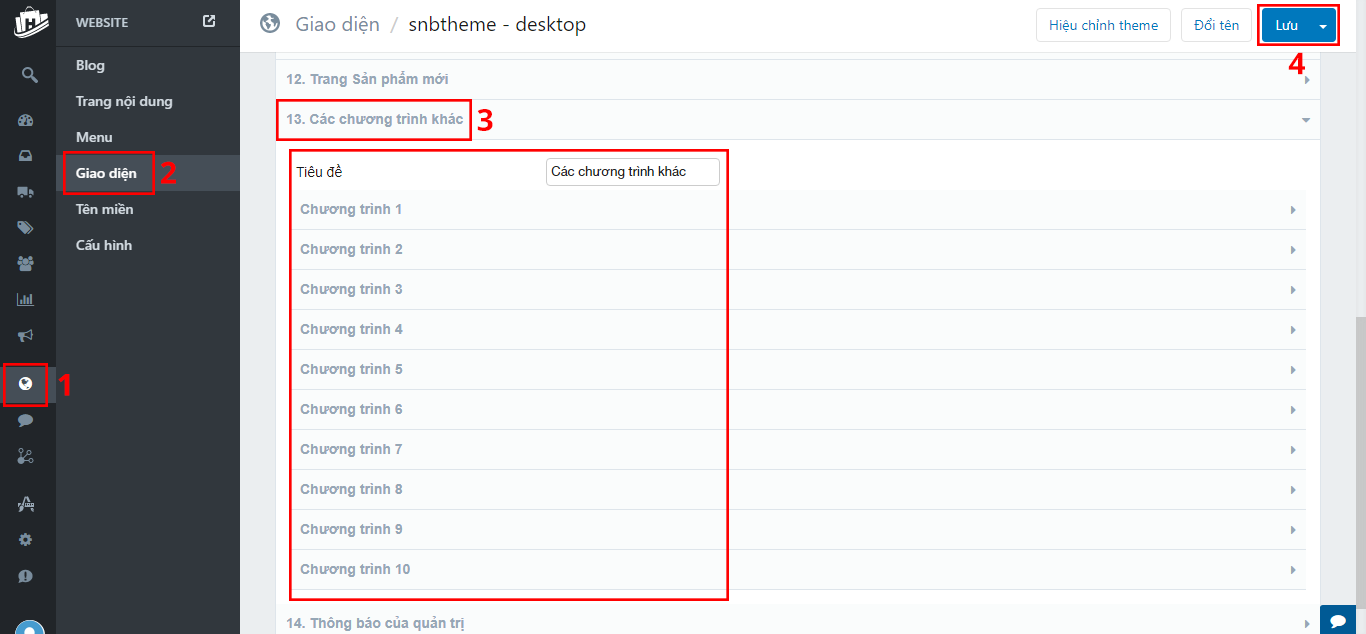 WEBSITE
Blog
Trang nội dung
Menu
Giao diện
2
Tên miền
Cấu hình
1
Giao diện / snbtheme - desktop
Hiệu chỉnh theme
Đổi tên
Lưu
4
12. Trang Sản phẩm mới
13. Các chương trình khác
3
Tiêu đề
Các chương trình khác
Chương trình 1
Chương trình 2
Chương trình 3
Chương trình 4
Chương trình 5
Chương trình 6
Chương trình 7
Chương trình 8
Chương trình 9
Chương trình 10
14. Thông báo của quản trị